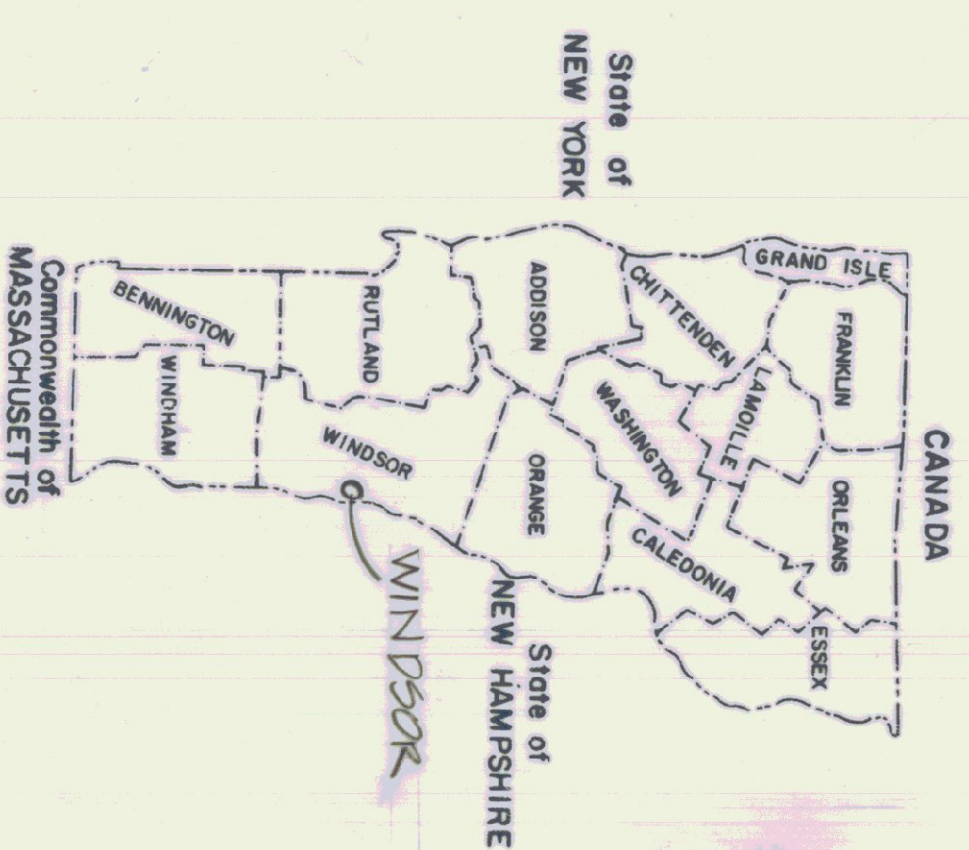 CANADA
State of
NEW YORK
GRAND ISLE
FRANKLIN
ORLEANS
ESSEX
CHITTENDEN
LAMOILLE
CALEDONIA
WASHINGTON
ADDISON
ORANGE
State of
NEW HAMPSHIRE
RUTLAND
WINDSOR
WINDSOR
BENNINGTON
WINDHAM
Commonwealth of
MASSACHUSETTS